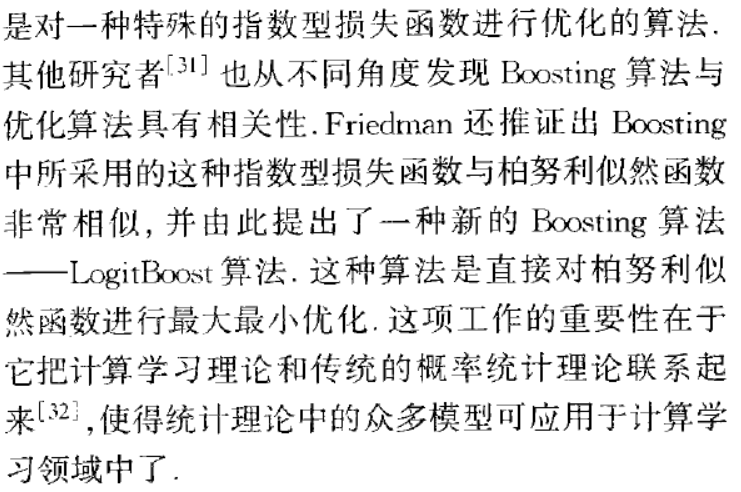 是对一种特殊的指数型损失函数进行优化的算法.
其他研究者[31]也从不同角度发现 Boosting 算法与
优化算法具有相关性.Friedman 还推证出 Boosting
中所采用的这种指数型损失函数与柏努利似然函数
非常相似, 并由此提出了一种新的 Boosting 算法
——LogitBoost 算法. 这种算法是直接对柏努利似
然函数进行最大最小优化. 这项工作的重要性在于
它把计算学习理论和传统的概率统计理论联系起
来[32],使得统计理论中的众多模型可应用于计算学
习领域中了.